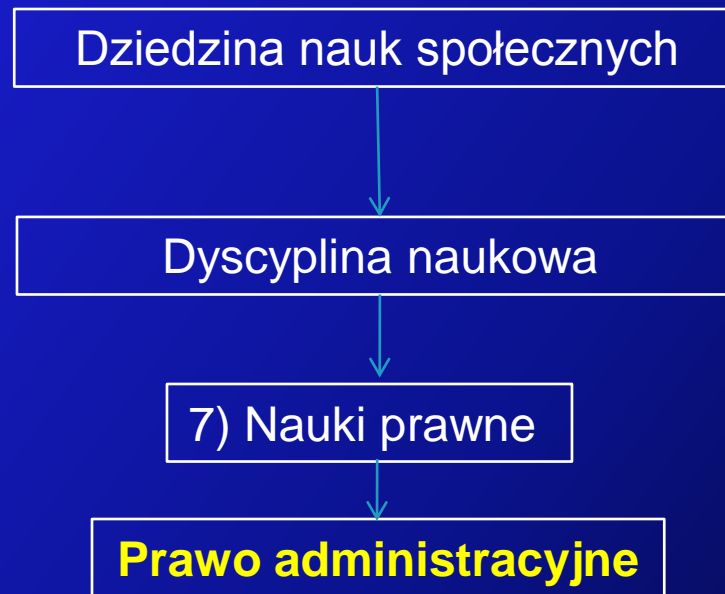 Dziedzina nauk społecznych
Dyscyplina naukowa
7) Nauki prawne
Prawo administracyjne